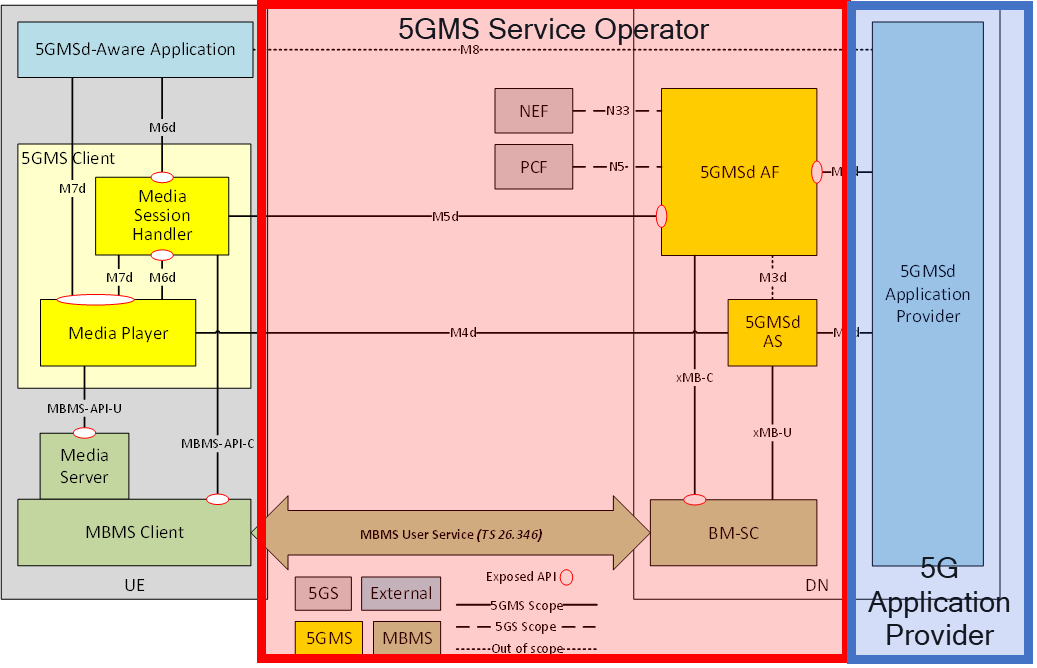 5GMS Service Operator
5GMSd-Aware Application
M8
M6d
NEF
N33
5GMS Client
PCF
N5
5GMSd AF
M7d
Media
Session
Handler
M5d
M7d
M6d
M3d
5GMSd
Application
Provider
Media Player
M4d
5GMSd
AS
xMB-C
MBMS-API-U
xMB-U
MBMS-API-C
Media
Server
MBMS Client
MBMS User Service (TS 26.346)
BM-SC
UE
DN
5GS
External
Exposed API
5GMS Scope
5GS Scope
5GMS
MBMS
Out of scope
5G
Application
Provider